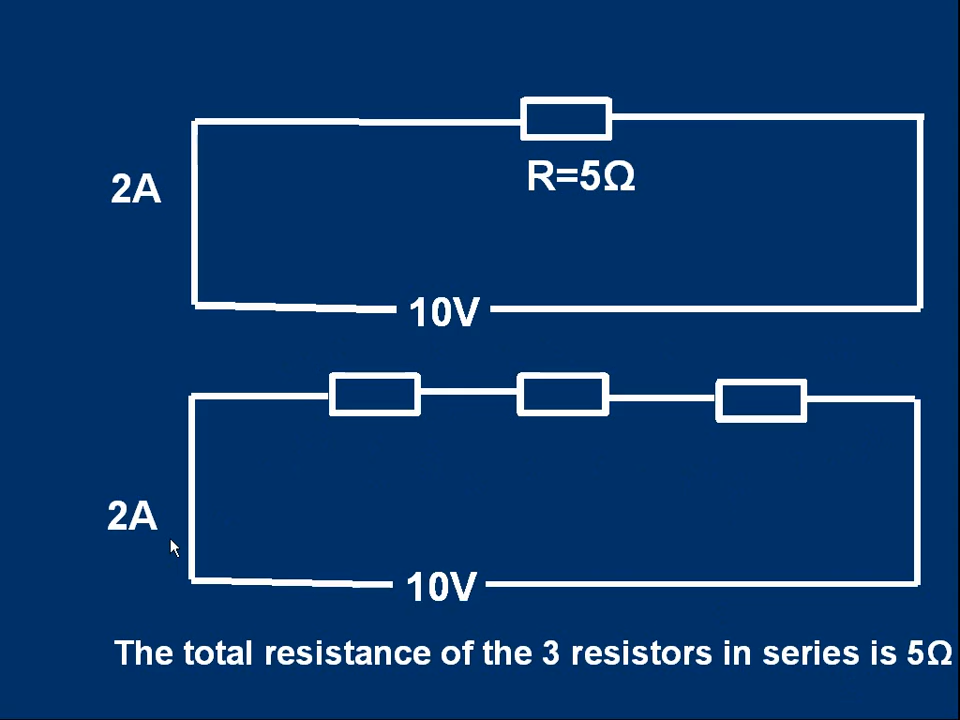 2A
R=5Ω
10V
2A
10V
The total resistance of the 3 resistors in series is 5Ω